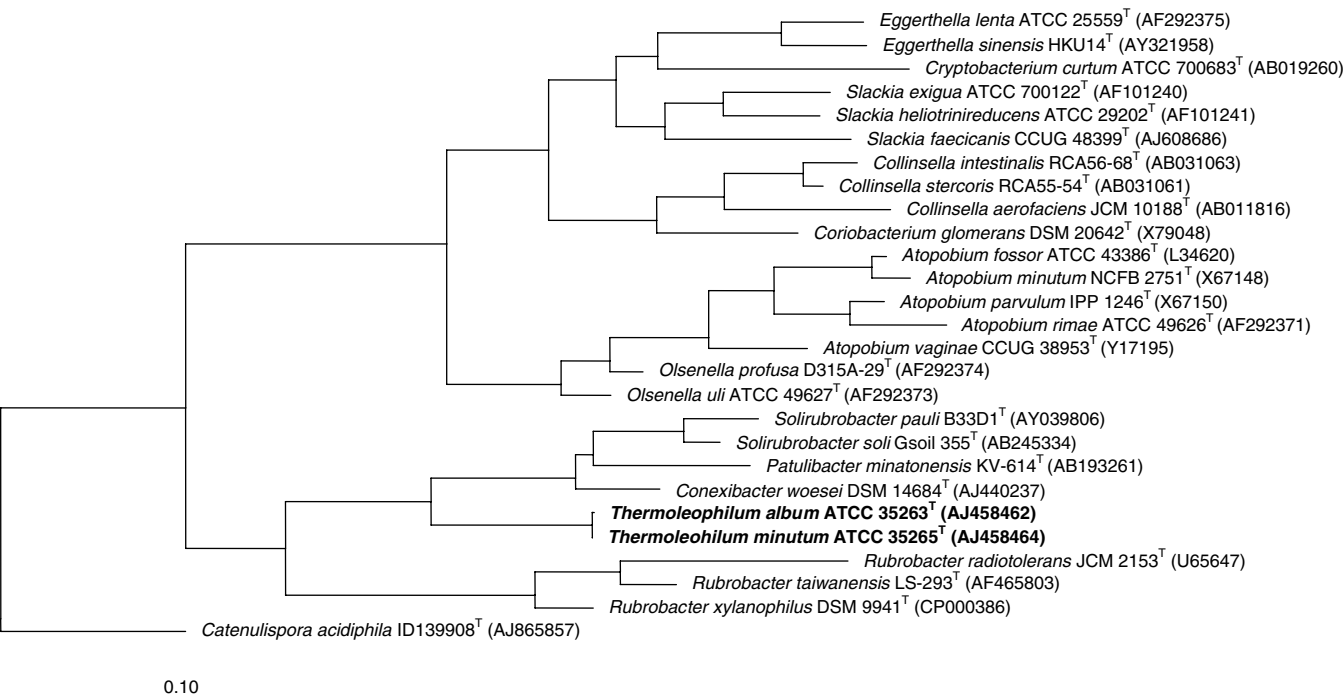 Eggerthella lenta ATCC 25559T (AF292375)
Eggerthella sinensis HKU14T (AY321958)
Cryptobacterium curtum ATCC 700683T (AB019260)
Slackia exigua ATCC 700122T (AF101240)
Slackia heliotrinireducens ATCC 29202T (AF101241)
Slackia faecicanis CCUG 48399T (AJ608686)
Collinsella intestinalis RCA56-68T (AB031063)
Collinsella stercoris RCA55-54T (AB031061)
Collinsella aerofaciens JCM 10188T (AB011816)
Coriobacterium glomerans DSM 20642T (X79048)
Atopobium fossor ATCC 43386T (L34620)
Atopobium minutum NCFB 2751T (X67148)
Atopobium parvulum IPP 1246T (X67150)
Atopobium rimae ATCC 49626T (AF292371)
Atopobium vaginae CCUG 38953T (Y17195)
Olsenella profusa D315A-29T (AF292374)
Olsenella uli ATCC 49627T (AF292373)
Solirubrobacter pauli B33D1T (AY039806)
Solirubrobacter soli Gsoil 355T (AB245334)
Patulibacter minatonensis KV-614T (AB193261)
Conexibacter woesei DSM 14684T (AJ440237)
Thermoleophilum album ATCC 35263T (AJ458462)
Thermoleohilum minutum ATCC 35265T (AJ458464)
Rubrobacter radiotolerans JCM 2153T (U65647)
Rubrobacter taiwanensis LS-293T (AF465803)
Rubrobacter xylanophilus DSM 9941T (CP000386)
Catenulispora acidiphila ID139908T (AJ865857)
0.10